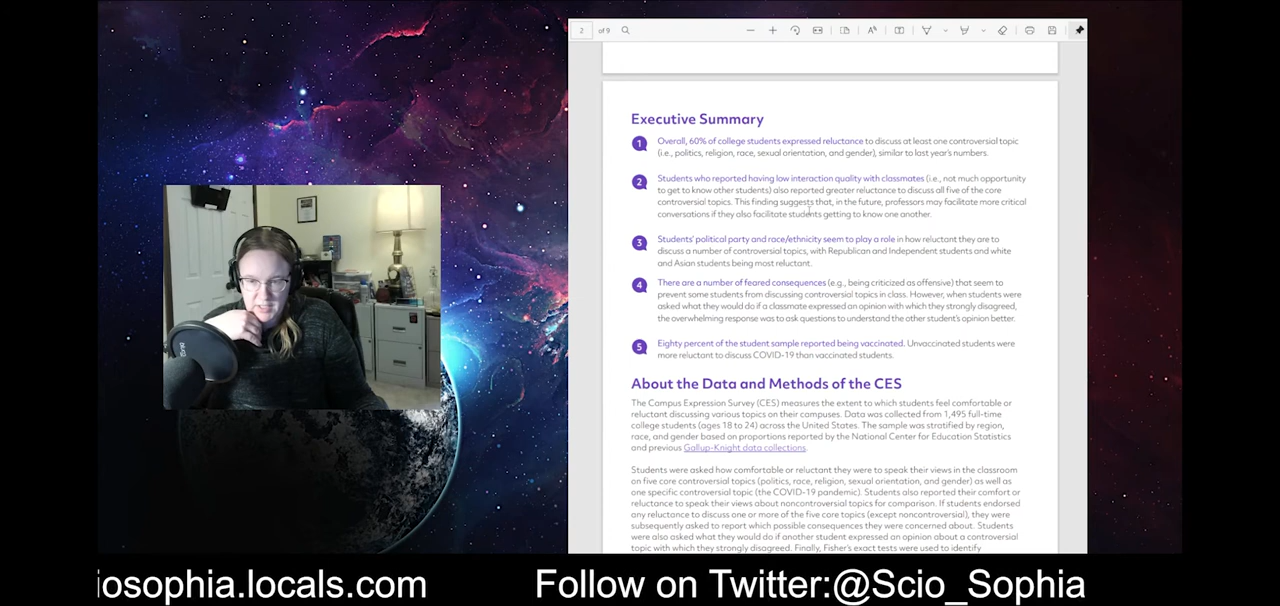 2 of 9
Executive Summary
1 Overall, 60% of college students expressed reluctance to discuss at least one controversial topic
(i.e., politics, religion, race, sexual orientation, and gender), similar to last year's numbers.
2 Students who reported having low interaction quality with classmates (i.e., not much opportunity
to get to know other students) also reported greater reluctance to discuss all five of the core
controversial topics. This finding suggests that, in the future, professors may facilitate more critical
conversations if they also facilitate students getting to know one another.
3 Students' political party and race/ethnicity seem to play a role in how reluctant they are to
discuss a number of controversial topics, with Republican and Independent students and white
and Asian students being most reluctant.
4 There are a number of feared consequences (e.g., being criticized as offensive) that seem to
prevent some students from discussing controversial topics in class. However, when students were
asked what they would do if a classmate expressed an opinion with which they strongly disagreed,
the overwhelming response was to ask questions to understand the other student's opinion better.
5 Eighty percent of the student sample reported being vaccinated. Unvaccinated students were
more reluctant to discuss COVID-19 than vaccinated students.
About the Data and Methods of the CES
The Campus Expression Survey (CES) measures the extent to which students feel comfortable or
reluctant discussing various topics on their campuses. Data was collected from 1,495 full-time
college students (ages 18 to 24) across the United States. The sample was stratified by region,
race, and gender based on proportions reported by the National Center for Education Statistics
and previous Gallup-Knight data collections.
Students were asked how comfortable or reluctant they were to speak their views in the classroom
on five core controversial topics (politics, race, religion, sexual orientation, and gender) as well as
one specific controversial topic (the COVID-19 pandemic). Students also reported their comfort or
reluctance to speak their views about noncontroversial topics for comparison. If students endorsed
any reluctance to discuss one or more of the five core topics (except noncontroversial), they were
subsequently asked to report which possible consequences they were concerned about. Students
were also asked what they would do if another student expressed an opinion about a controversial
topic with which they strongly disagreed. Finally, Fisher's exact tests were used to identify
iosophia.locals.com Follow on Twitter:@Scio_Sophia